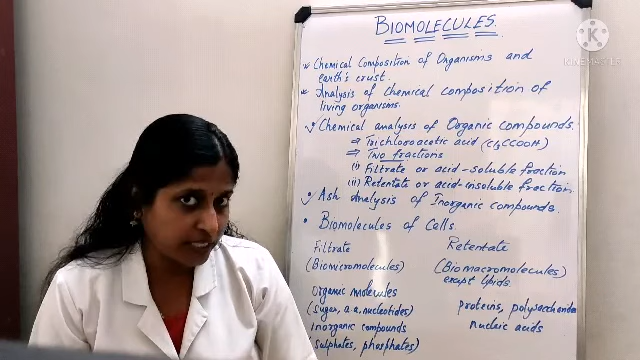 BIOMOLECULES
K
KINEMASTER
* Chemical Composition of Organisms and
earth's crust.
* Analysis of chemical composition of
living organisms.
✓ Chemical analysis of Organic compounds.
⇒ Trichloroacetic acid (Cl3CCOOH)
⇒ Two fractions
(i) Filtrate or acid-soluble fraction
(ii) Retentate or acid-insoluble fraction.
✓ Ash Analysis of Inorganic compounds.
• Biomolecules of Cells.
Filtrate Retentate
(Biomicromolecules) (Biomacromolecules)
except lipids
Organic molecules
(sugar, a.a, nucleotides) proteins, polysaccharides
inorganic compounds nucleic acids
(sulphates, phosphates)